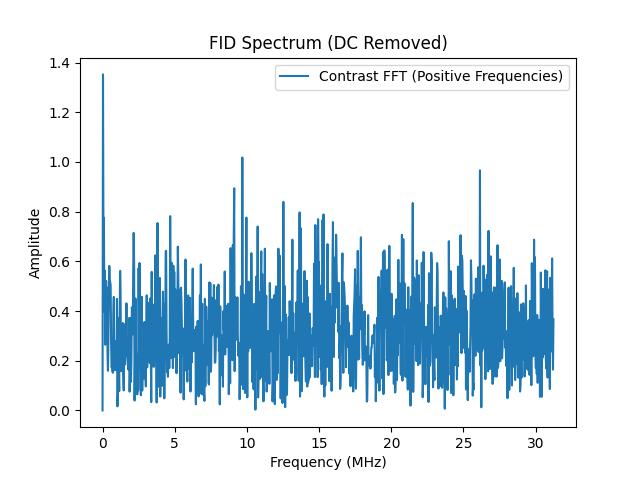 FID Spectrum (DC Removed)
Contrast FFT (Positive Frequencies)
1.4
1.2
1.0
0.8
0.6
0.4
0.2
0.0
Amplitude
0 5 10 15 20 25 30
Frequency (MHz)